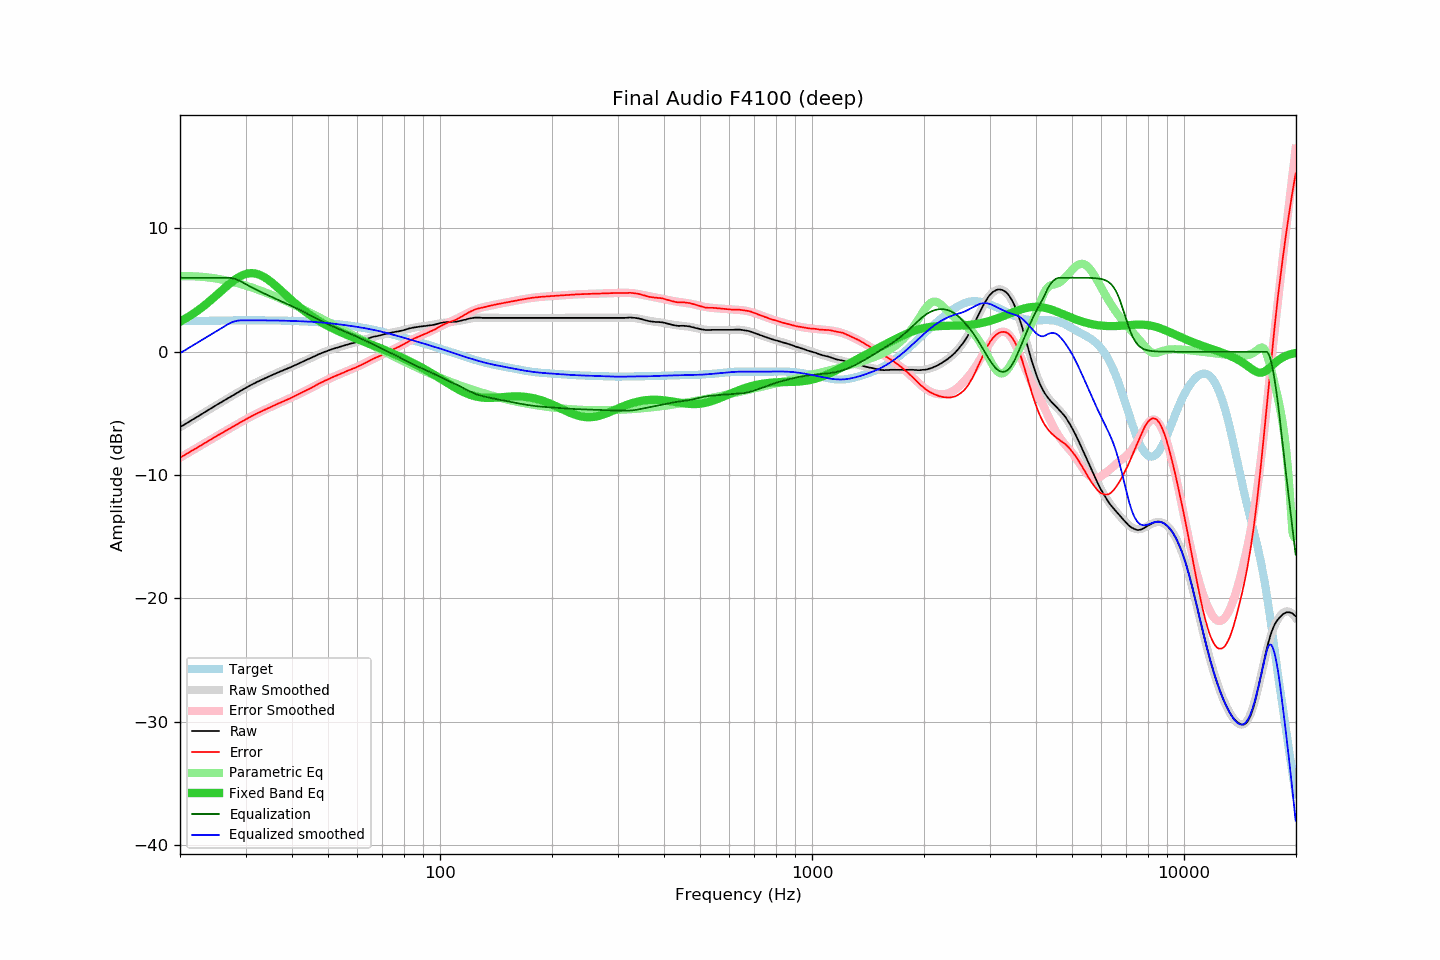 Final Audio F4100 (deep)
Amplitude (dBr)
10
0
−10
−20
−30
−40
Target
Raw Smoothed
Error Smoothed
Raw
Error
Parametric Eq
Fixed Band Eq
Equalization
Equalized smoothed
100
1000
10000
Frequency (Hz)